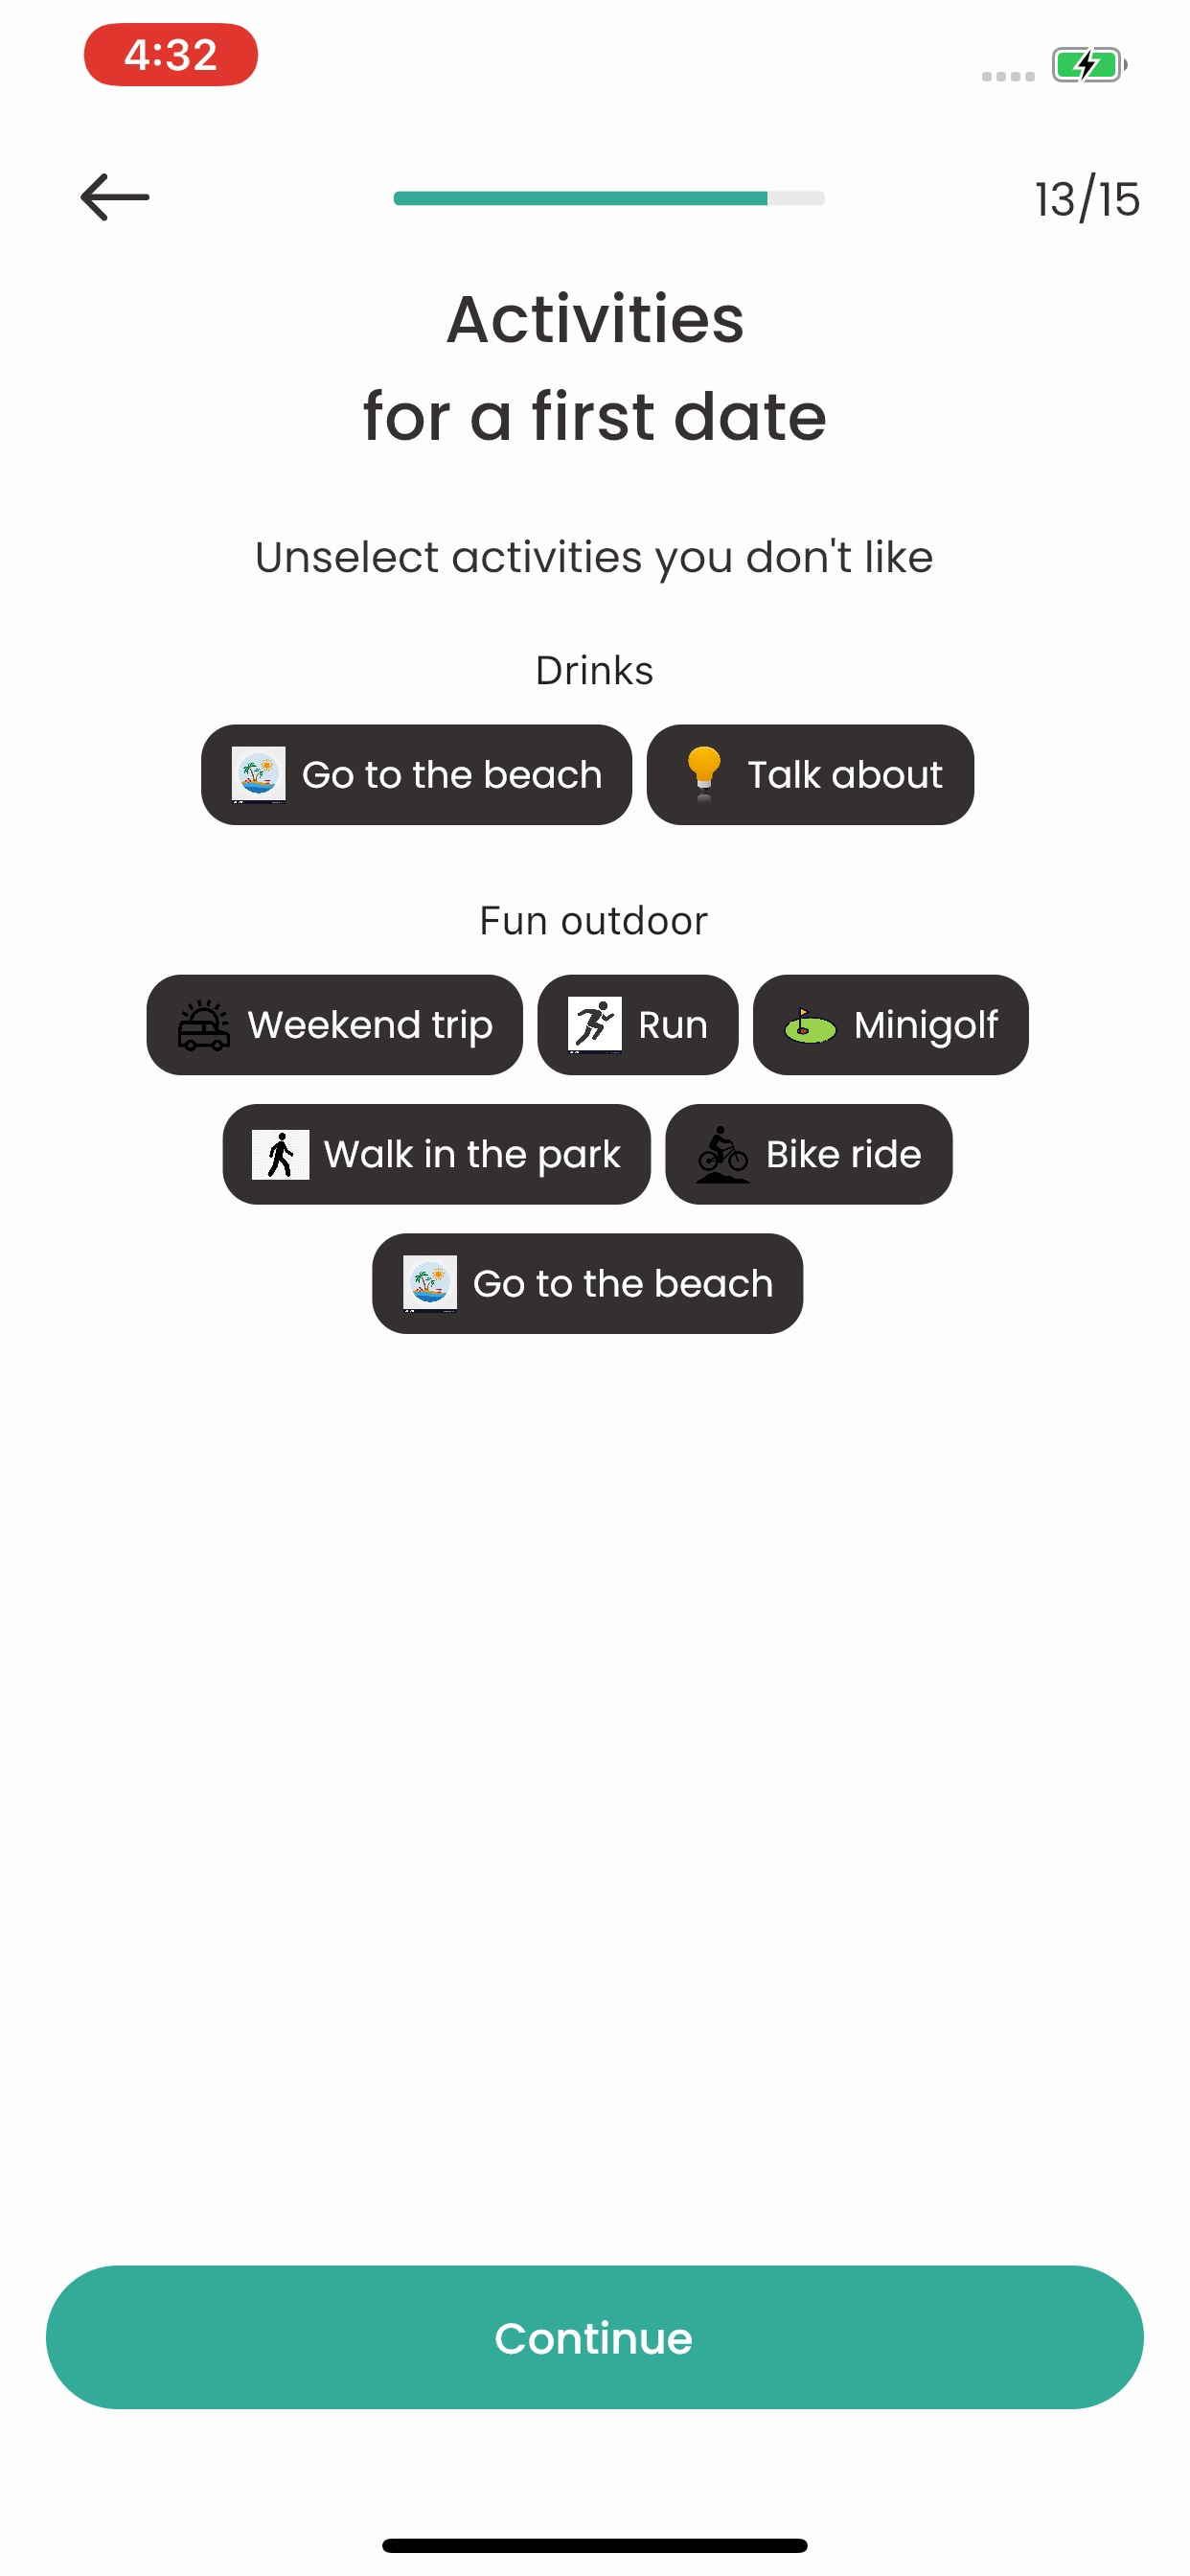 4:32
13/15
Activities
for a first date
Unselect activities you don't like
Drinks
Go to the beach
Talk about
Fun outdoor
Weekend trip
Run
Minigolf
Walk in the park
Bike ride
Go to the beach
Continue